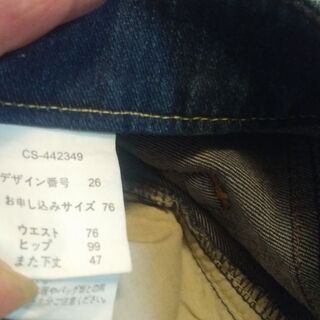 CS-442349
デザイン番号 26
お申し込みサイズ 76
ウエスト 76
ヒップ 99
また下丈 47